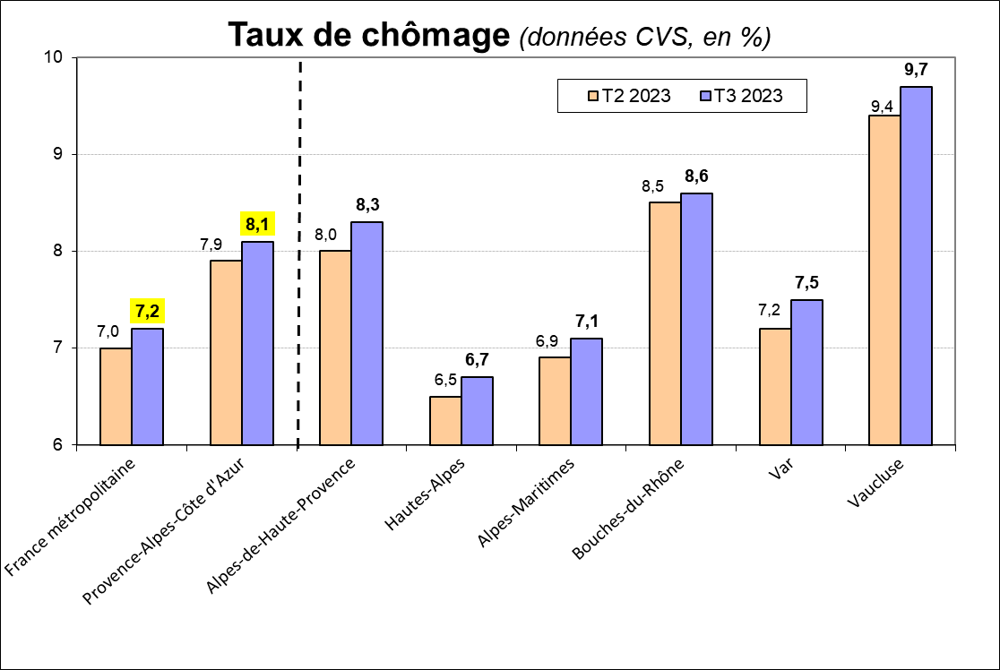 Taux de chômage (données CVS, en %)
10
9
8
7
6
T2 2023
T3 2023
7,0
7,2
7,9
8,1
8,0
8,3
6,5
6,7
6,9
7,1
8,5
8,6
7,2
7,5
9,4
9,7
France métropolitaine
Provence-Alpes-Côte d'Azur
Alpes-de-Haute-Provence
Hautes-Alpes
Alpes-Maritimes
Bouches-du-Rhône
Var
Vaucluse